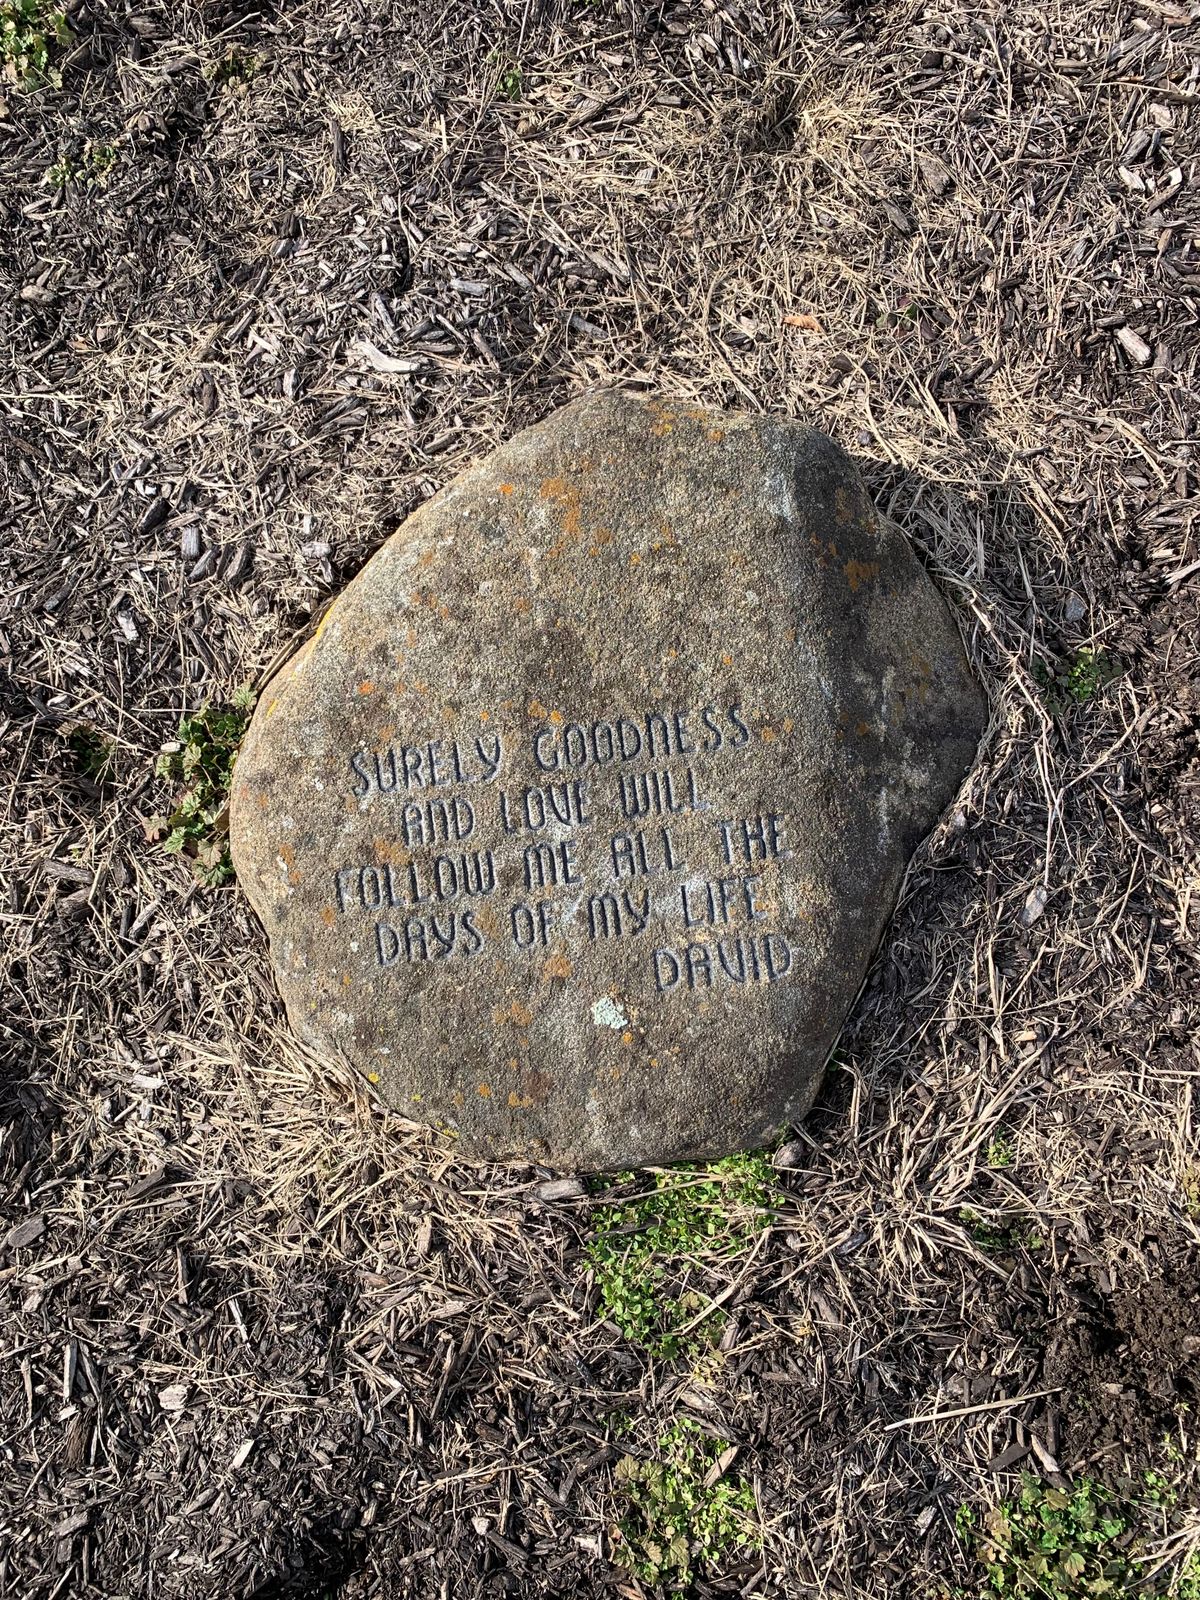 SURELY GOODNESS
AND LOVE WILL
FOLLOW ME ALL THE
DAYS OF MY LIFE
DAVID